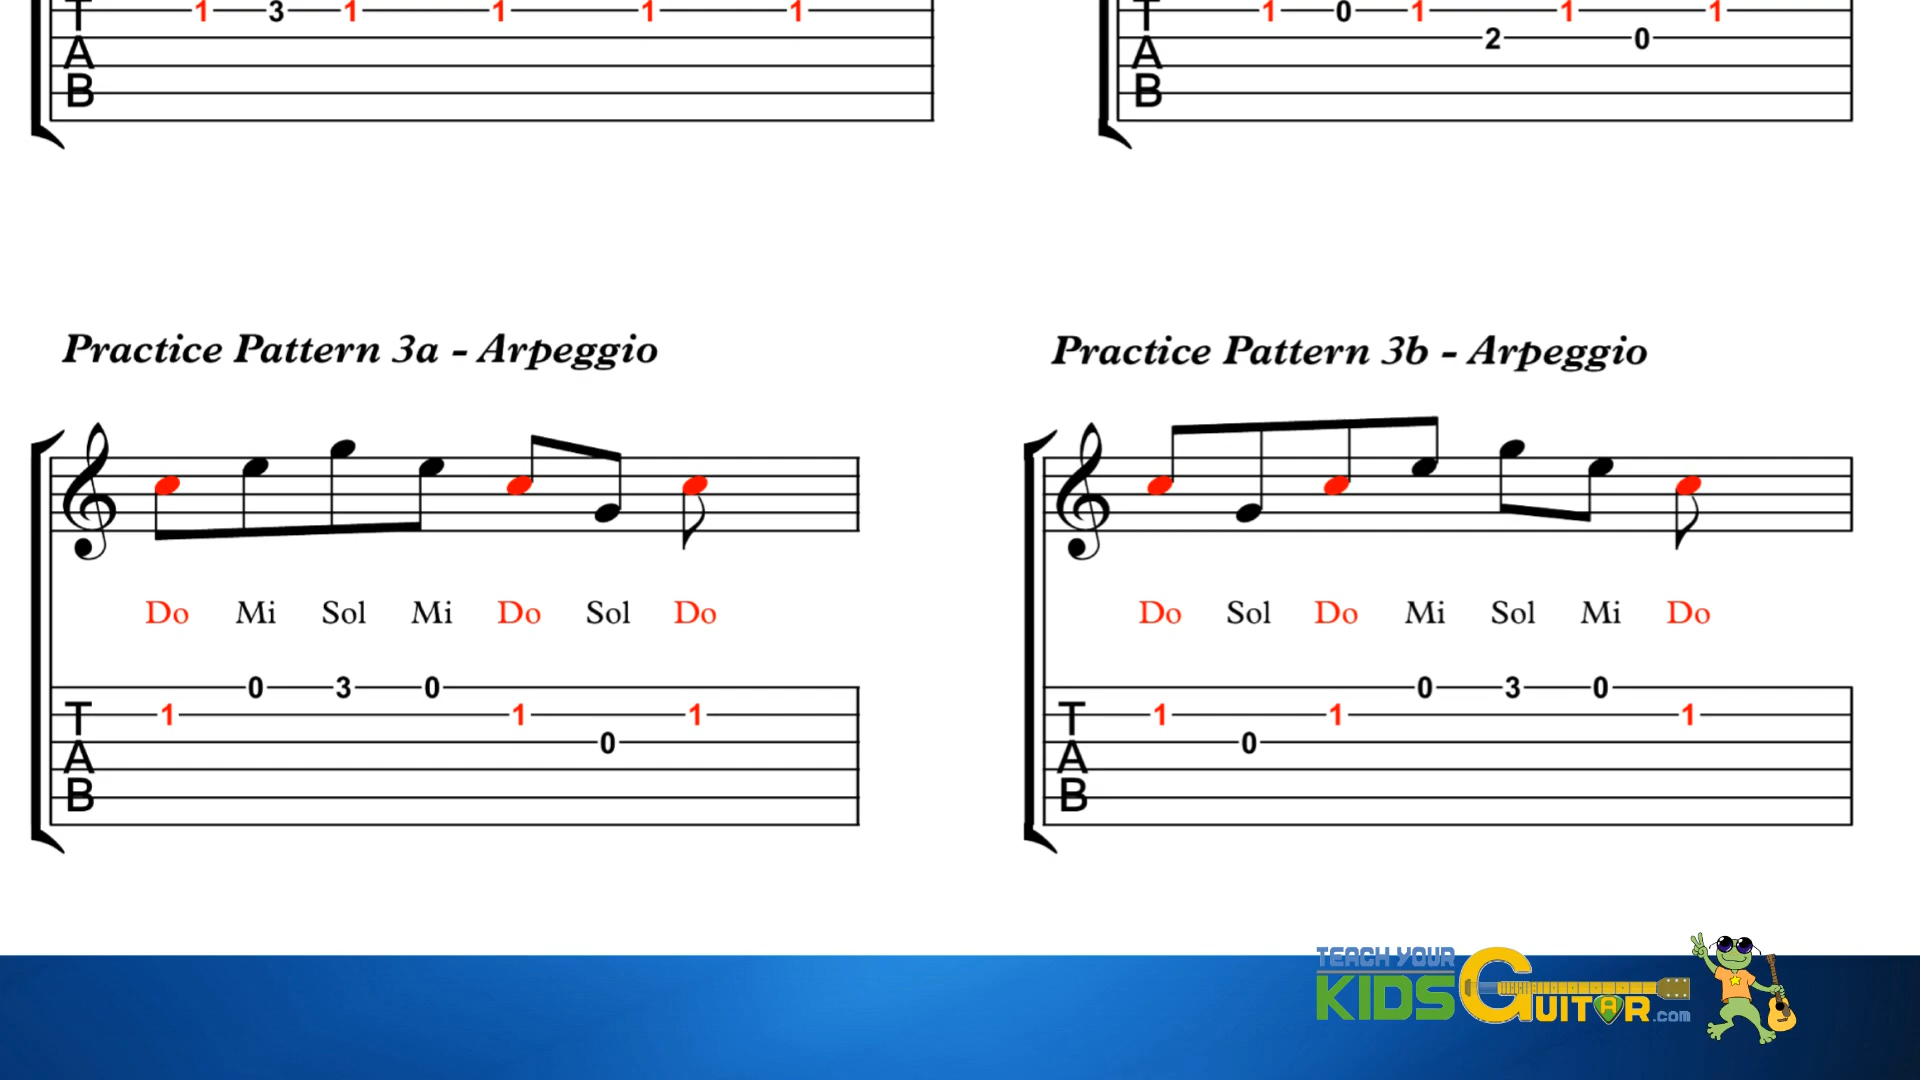 T 1 3 1 1 1 1
A
B
T 1 0 1 1 1
A 2 0
B
Practice Pattern 3a - Arpeggio
Do Mi Sol Mi Do Sol Do
0 3 0
T 1 1 1
A 0
B
Practice Pattern 3b - Arpeggio
Do Sol Do Mi Sol Mi Do
0 3 0
T 1 1 1
A 0
B
TEACH YOUR
KIDS GUITAR.com